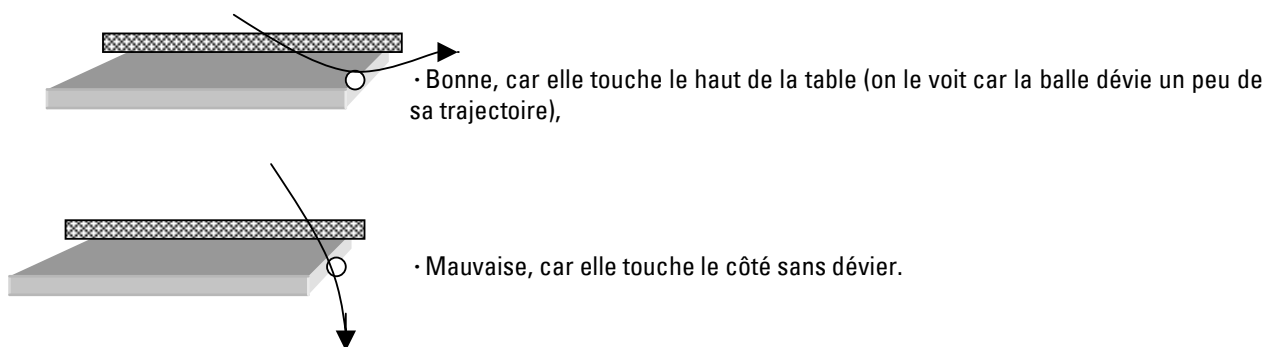 · Bonne, car elle touche le haut de la table (on le voit car la balle dévie un peu de
sa trajectoire),
· Mauvaise, car elle touche le côté sans dévier.